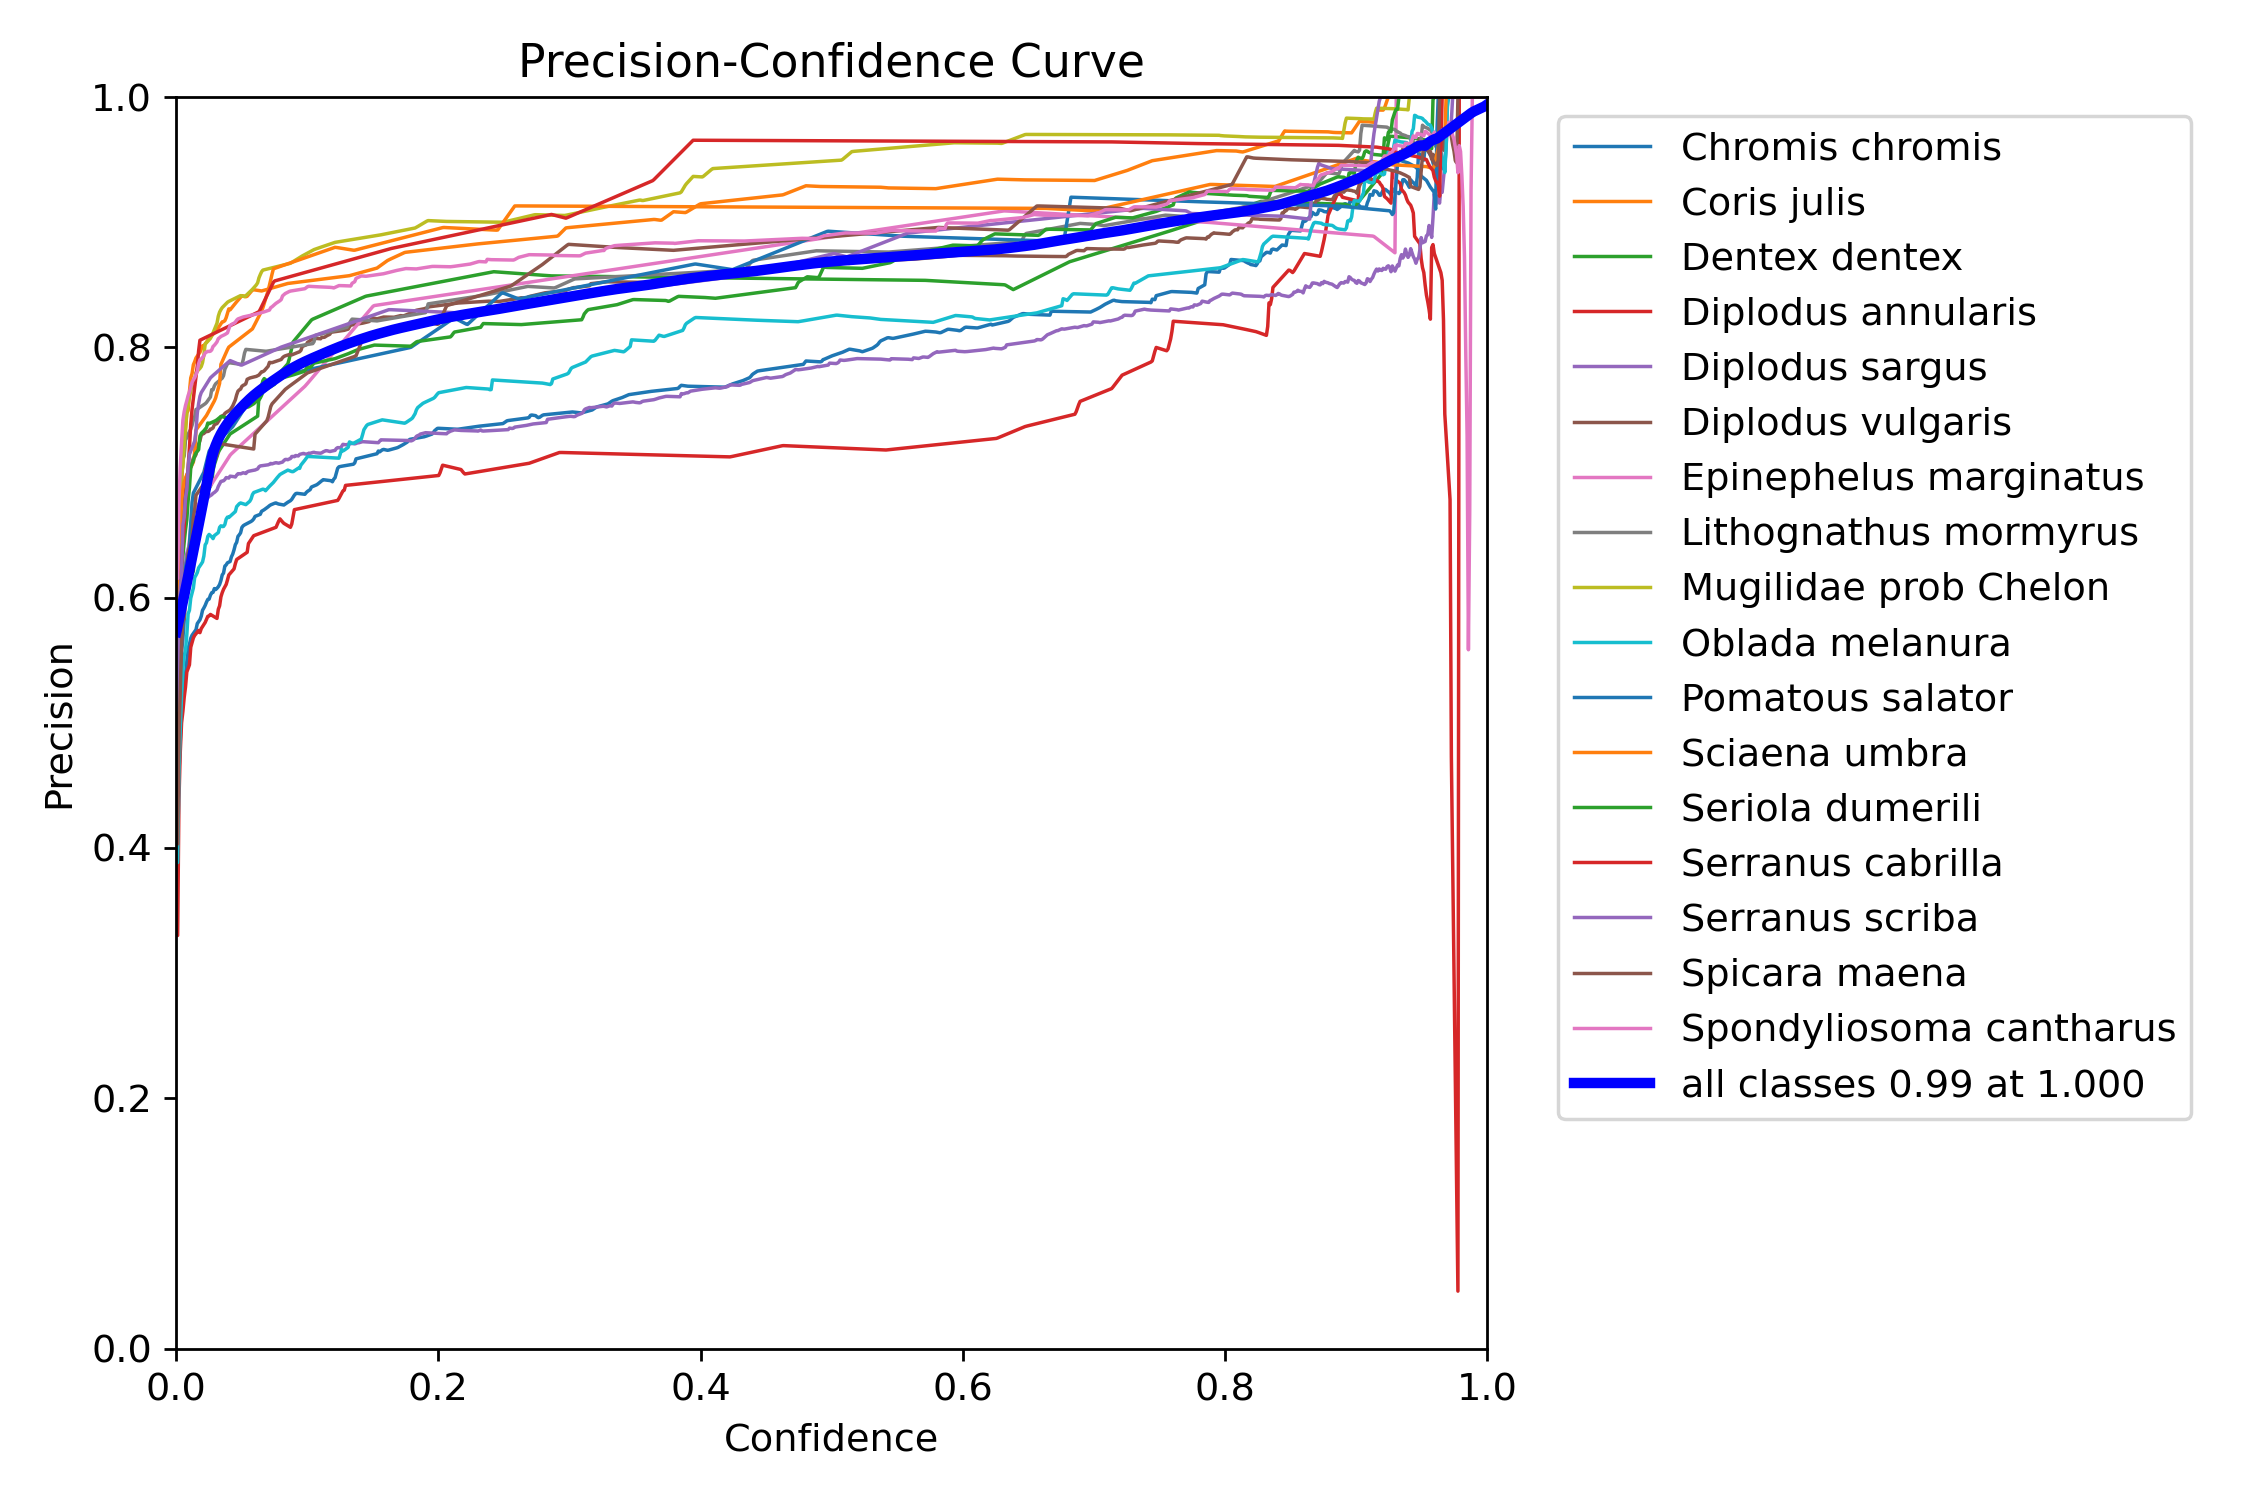 Precision-Confidence Curve
1.0
0.8
0.6
0.4
0.2
0.0
Precision
0.0 0.2 0.4 0.6 0.8 1.0
Confidence
Chromis chromis
Coris julis
Dentex dentex
Diplodus annularis
Diplodus sargus
Diplodus vulgaris
Epinephelus marginatus
Lithognathus mormyrus
Mugilidae prob Chelon
Oblada melanura
Pomatous salator
Sciaena umbra
Seriola dumerili
Serranus cabrilla
Serranus scriba
Spicara maena
Spondyliosoma cantharus
all classes 0.99 at 1.000